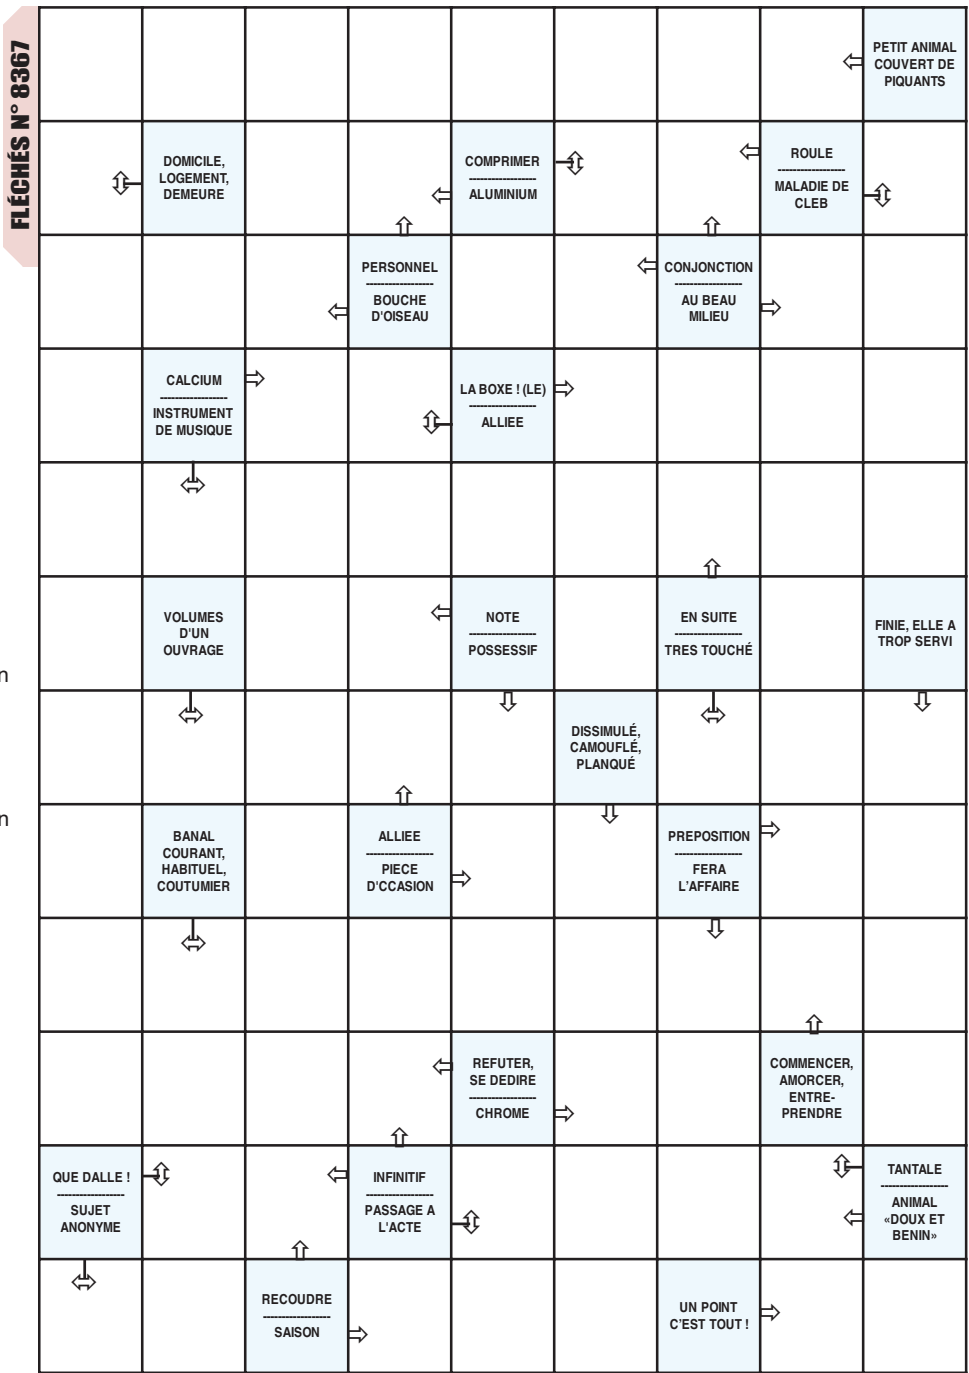 FLÉCHÉS N° 8367
PETIT ANIMAL
COUVERT DE
PIQUANTS
DOMICILE,
LOGEMENT,
DEMEURE
COMPRIMER
ALUMINIUM
ROULE
MALADIE DE
CLEB
PERSONNEL
BOUCHE
D'OISEAU
CONJONCTION
AU BEAU
MILIEU
CALCIUM
INSTRUMENT
DE MUSIQUE
LA BOXE ! (LE)
ALLIEE
VOLUMES
D'UN
OUVRAGE
NOTE
POSSESSIF
EN SUITE
TRES TOUCHÉ
FINIE, ELLE A
TROP SERVI
n
DISSIMULÉ,
CAMOUFLÉ,
PLANQUÉ
n
BANAL
COURANT,
HABITUEL,
COUTUMIER
ALLIEE
PIECE
D'CCASION
PREPOSITION
FERA
L'AFFAIRE
REFUTER,
SE DEDIRE
CHROME
COMMENCER,
AMORCER,
ENTRE-
PRENDRE
QUE DALLE !
SUJET
ANONYME
INFINITIF
PASSAGE A
L'ACTE
TANTALE
ANIMAL
«DOUX ET
BENIN»
RECOUDRE
SAISON
UN POINT
C'EST TOUT !